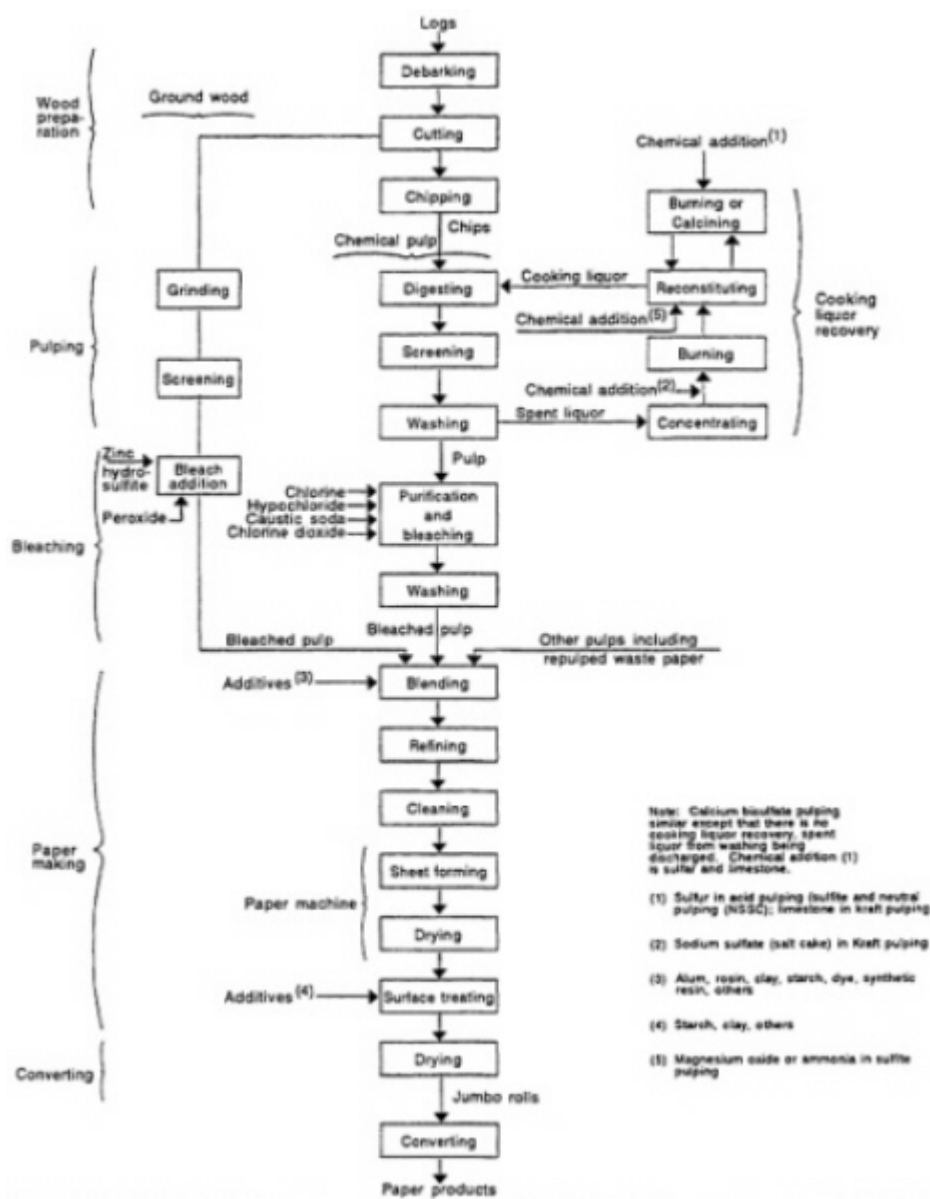 Logs
Debarking
Ground wood
Wood
prepa-
ration
Cutting
Chemical addition(1)
Chipping
Burning or
Calcining
Chips
Chemical pulp
Grinding
Digesting
Cooking liquor
Reconstituting
Cooking
liquor
recovery
Chemical addition(5)
Pulping
Screening
Burning
Screening
Chemical addition(2)
Washing
Spent liquor
Concentrating
Pulp
Zinc
hydro-
sulfite
Bleach
addition
Peroxide
Chlorine
Hypochloride
Caustic soda
Chlorine dioxide
Purification
and
bleaching
Bleaching
Washing
Bleached pulp
Bleached pulp
Other pulps including
repulped waste paper
Additives (3)
Blending
Refining
Cleaning
Paper
making
Sheet forming
Paper machine
Drying
Additives (4)
Surface treating
Drying
Converting
Jumbo rolls
Converting
Paper products
Note: Calcium bisulfate pulping
similar except that there is no
cooking liquor recovery, spent
liquor from washing being
discharged. Chemical addition (1)
is sulfur and limestone.
(1) Sulfur in acid pulping (sulfite and neutral
pulping (NSSC); limestone in kraft pulping
(2) Sodium sulfate (salt cake) in Kraft pulping
(3) Alum, rosin, clay, starch, dye, synthetic
resin, others
(4) Starch, clay, others
(5) Magnesium oxide or ammonia in sulfite
pulping